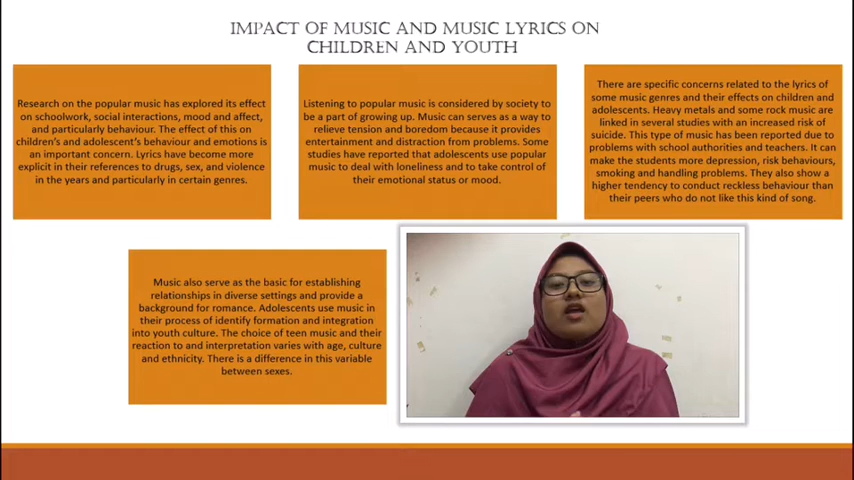 IMPACT OF MUSIC AND MUSIC LYRICS ON
CHILDREN AND YOUTH
Research on the popular music has explored its effect
on schoolwork, social interactions, mood and affect,
and particularly behaviour. The effect of this on
children's and adolescent's behaviour and emotions is
an important concern. Lyrics have become more
explicit in their references to drugs, sex, and violence
in the years and particularly in certain genres.
Listening to popular music is considered by society to
be a part of growing up. Music can serves as a way to
relieve tension and boredom because it provides
entertainment and distraction from problems. Some
studies have reported that adolescents use popular
music to deal with loneliness and to take control of
their emotional status or mood.
There are specific concerns related to the lyrics of
some music genres and their effects on children and
adolescents. Heavy metals and some rock music are
linked in several studies with an increased risk of
suicide. This type of music has been reported due to
problems with school authorities and teachers. It can
make the students more depression, risk behaviours,
smoking and handling problems. They also show a
higher tendency to conduct reckless behaviour than
their peers who do not like this kind of song.
Music also serve as the basic for establishing
relationships in diverse settings and provide a
background for romance. Adolescents use music in
their process of identify formation and integration
into youth culture. The choice of teen music and their
reaction to and interpretation varies with age, culture
and ethnicity. There is a difference in this variable
between sexes.